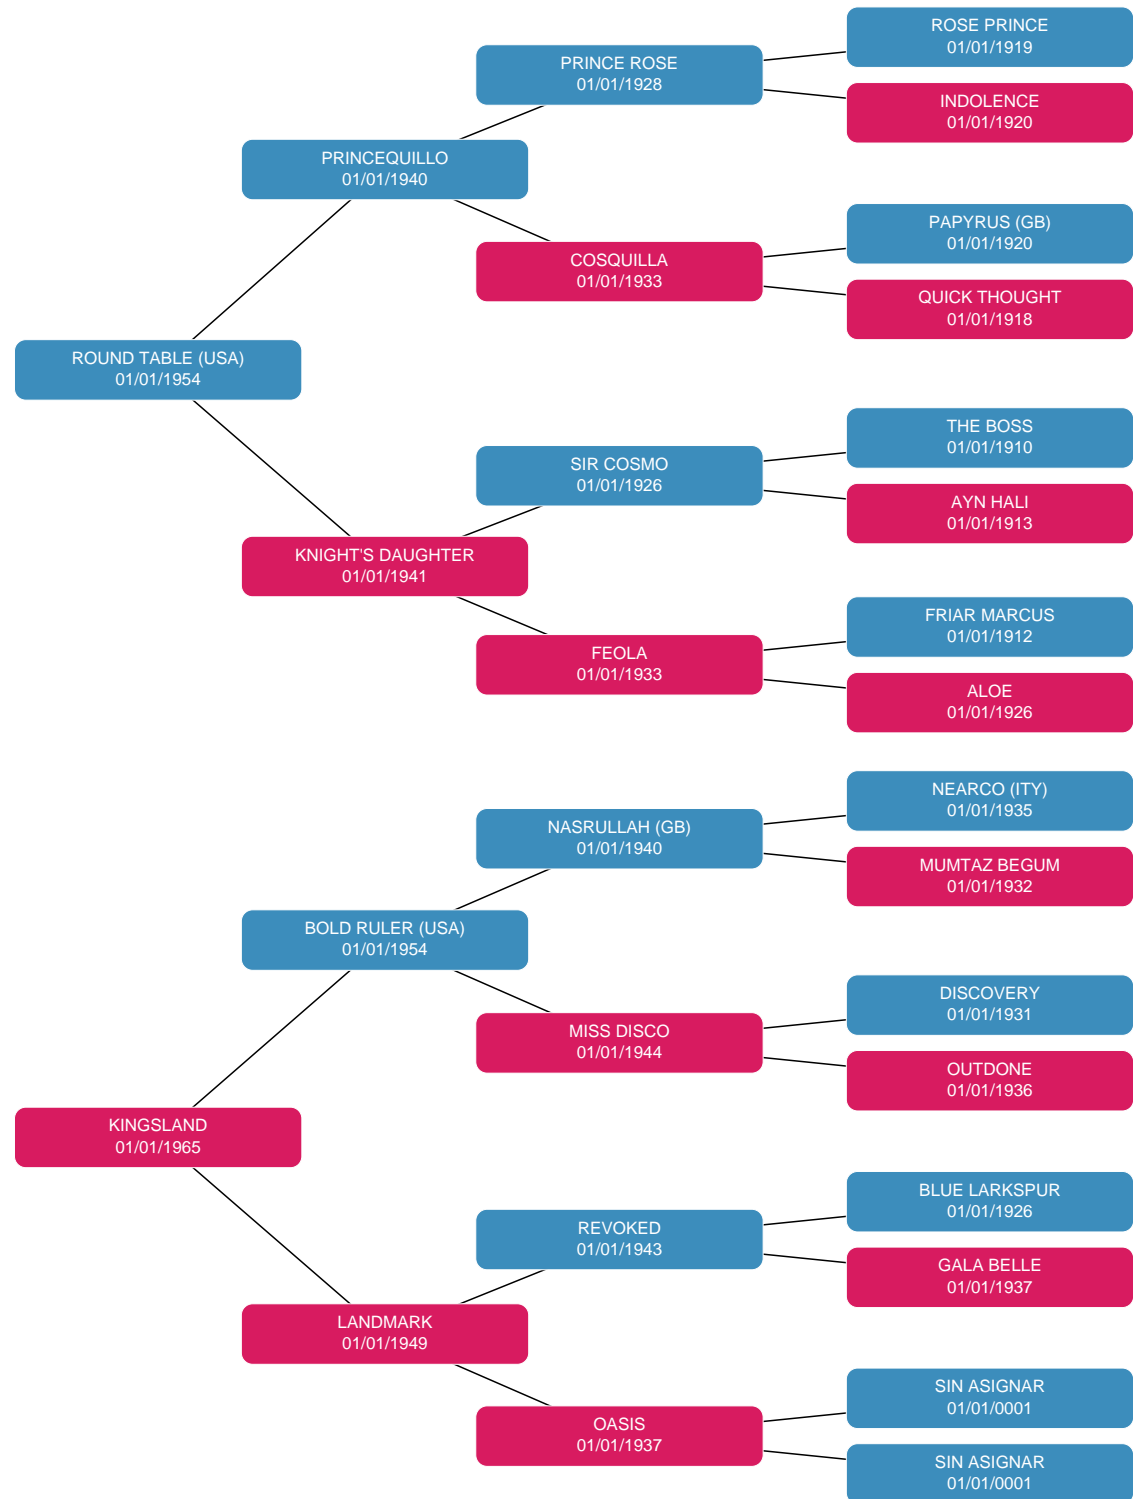 ROSE PRINCE
01/01/1919
PRINCE ROSE
01/01/1928
INDOLENCE
01/01/1920
PRINCEQUILLO
01/01/1940
PAPYRUS (GB)
01/01/1920
COSQUILLA
01/01/1933
QUICK THOUGHT
01/01/1918
ROUND TABLE (USA)
01/01/1954
THE BOSS
01/01/1910
SIR COSMO
01/01/1926
AYN HALI
01/01/1913
KNIGHT'S DAUGHTER
01/01/1941
FRIAR MARCUS
01/01/1912
FEOLA
01/01/1933
ALOE
01/01/1926
NEARCO (ITY)
01/01/1935
NASRULLAH (GB)
01/01/1940
MUMTAZ BEGUM
01/01/1932
BOLD RULER (USA)
01/01/1954
DISCOVERY
01/01/1931
MISS DISCO
01/01/1944
OUTDONE
01/01/1936
KINGSLAND
01/01/1965
BLUE LARKSPUR
01/01/1926
REVOKED
01/01/1943
GALA BELLE
01/01/1937
LANDMARK
01/01/1949
SIN ASIGNAR
01/01/0001
OASIS
01/01/1937
SIN ASIGNAR
01/01/0001